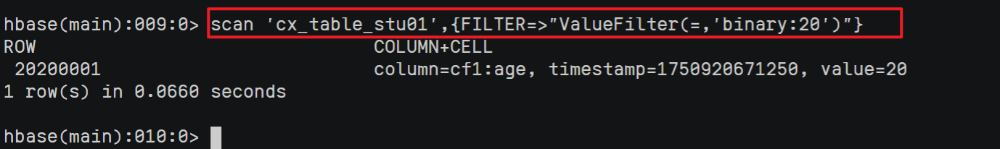 hbase(main):009:0> scan 'cx_table_stu01',{FILTER=>"ValueFilter(=,'binary:20')"}
ROW COLUMN+CELL
20200001 column=cf1:age, timestamp=1750920671250, value=20
1 row(s) in 0.0660 seconds
hbase(main):010:0>